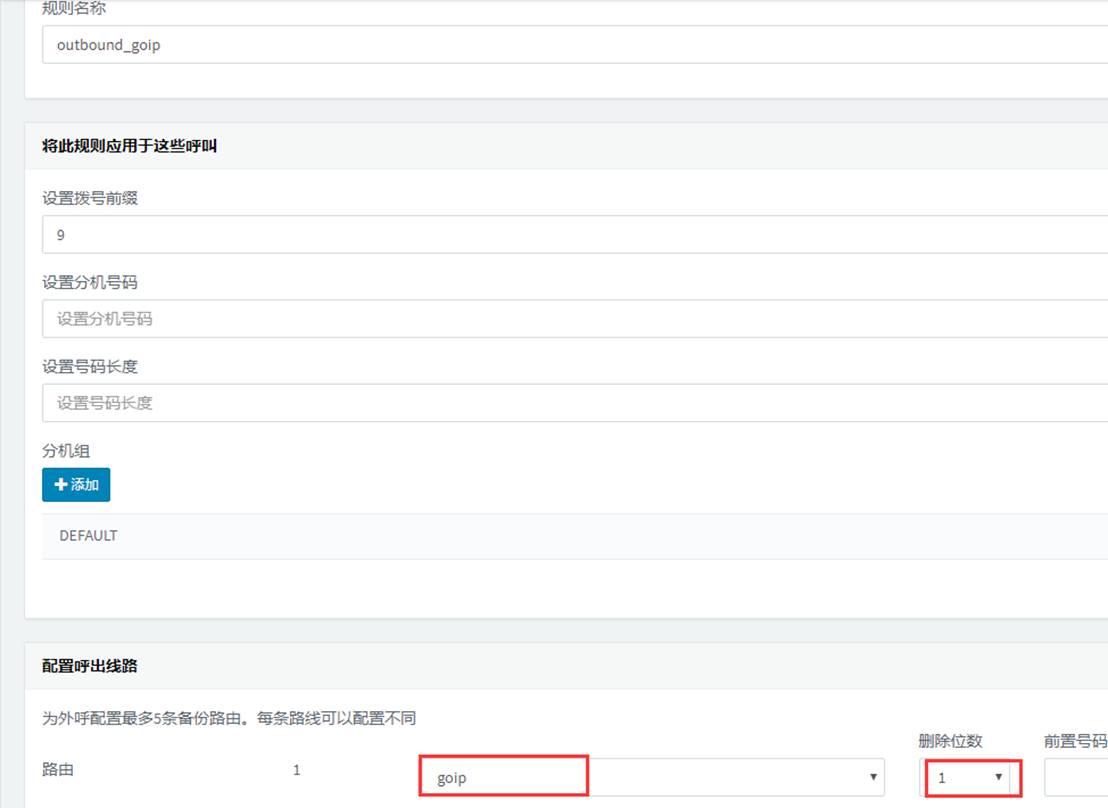 规则名称
outbound_goip
将此规则应用于这些呼叫
设置拨号前缀
9
设置分机号码
设置分机号码
设置号码长度
设置号码长度
分机组
添加
DEFAULT
配置呼出线路
为外呼配置最多5条备份路由。每条路线可以配置不同
删除位数 前置号码
路由 1 goip 1